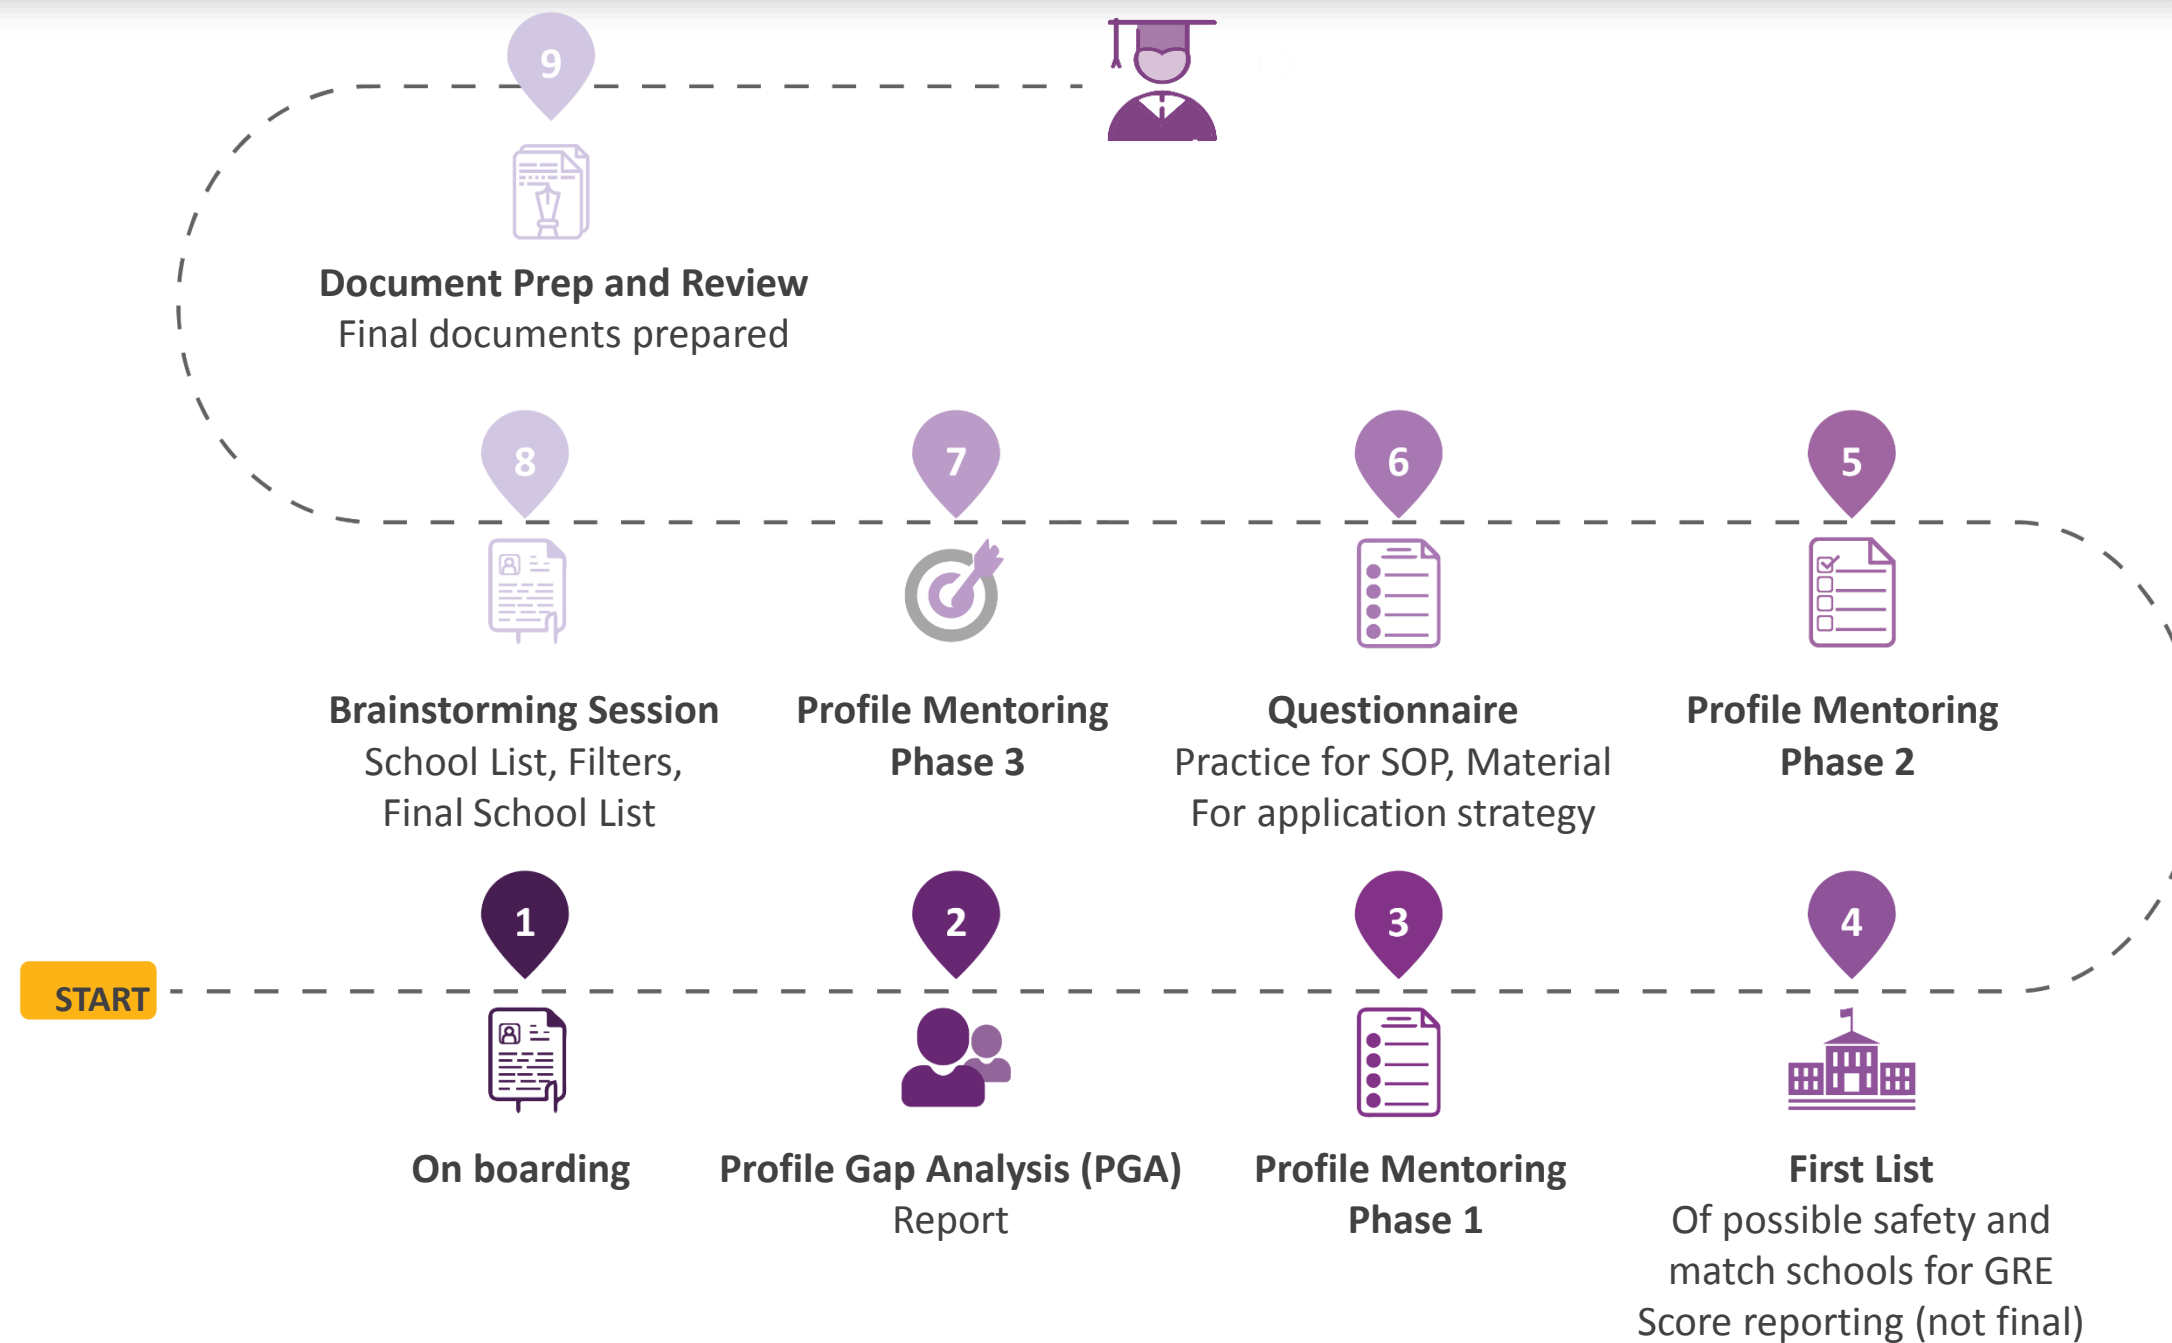 9
Document Prep and Review
Final documents prepared
8
Brainstorming Session
School List, Filters,
Final School List
7
Profile Mentoring
Phase 3
6
Questionnaire
Practice for SOP, Material
For application strategy
5
Profile Mentoring
Phase 2
START
1
On boarding
2
Profile Gap Analysis (PGA)
Report
3
Profile Mentoring
Phase 1
4
First List
Of possible safety and
match schools for GRE
Score reporting (not final)